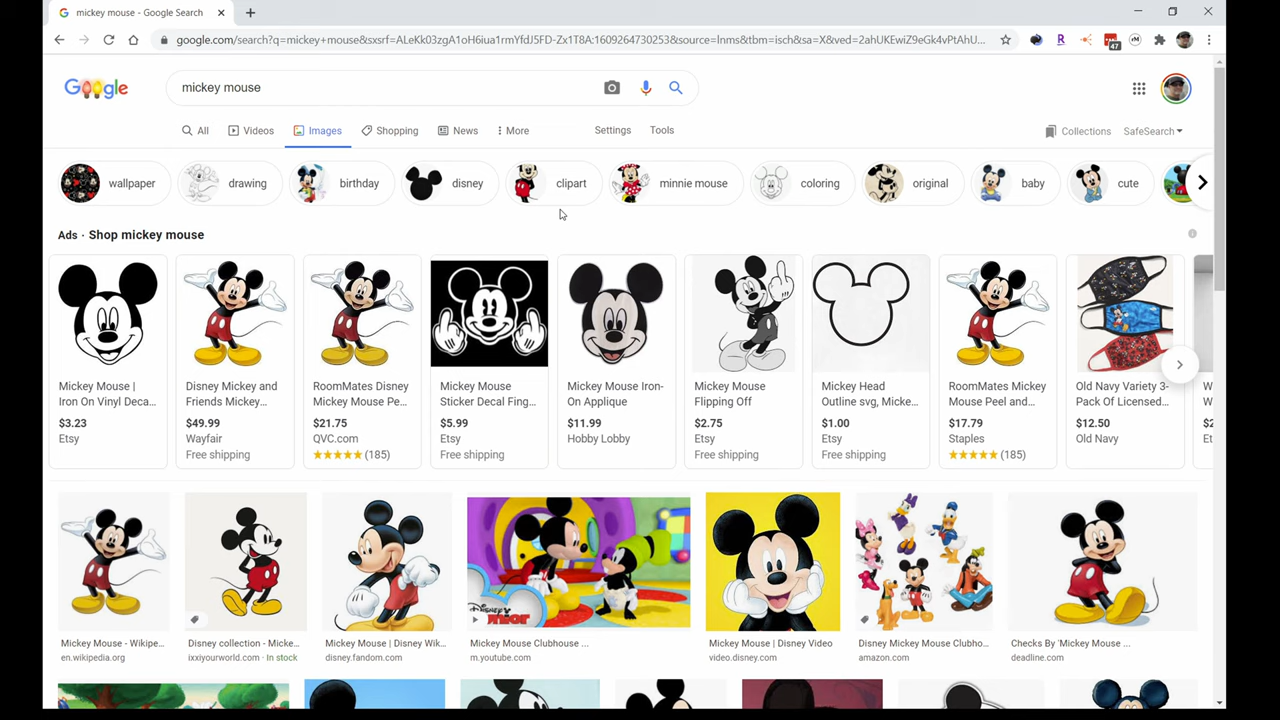 mickey mouse - Google Search
google.com/search?q=mickey+mouse&sxsrf=ALeKk03zgA1oH6iua1rmYfdJ5FD-Zx1T8A:1609264730253&source=lnms&tbm=isch&sa=X&ved=2ahUKEwiZ9eGk4vPtAhU...
47
Google
mickey mouse
All Videos Images Shopping News More Settings Tools
Collections SafeSearch
wallpaper drawing birthday disney clipart minnie mouse coloring original baby cute
Ads · Shop mickey mouse
Mickey Mouse |
Iron On Vinyl Deca...
$3.23
Etsy
Disney Mickey and
Friends Mickey...
$49.99
Wayfair
Free shipping
RoomMates Disney
Mickey Mouse Pe...
$21.75
QVC.com
(185)
Mickey Mouse
Sticker Decal Fing...
$5.99
Etsy
Free shipping
Mickey Mouse Iron-
On Applique
$11.99
Hobby Lobby
Mickey Mouse
Flipping Off
$2.75
Etsy
Free shipping
Mickey Head
Outline svg, Micke...
$1.00
Etsy
Free shipping
RoomMates Mickey
Mouse Peel and...
$17.79
Staples
(185)
Old Navy Variety 3-
Pack Of Licensed...
$12.50
Old Navy
Mickey Mouse - Wikipe...
en.wikipedia.org
Disney collection - Micke...
ixxiyourworld.com · In stock
Mickey Mouse | Disney Wik...
disney.fandom.com
Disney
Junior
Mickey Mouse Clubhouse ...
m.youtube.com
Mickey Mouse | Disney Video
video.disney.com
Disney Mickey Mouse Clubho...
amazon.com
Checks By 'Mickey Mouse ...
deadline.com